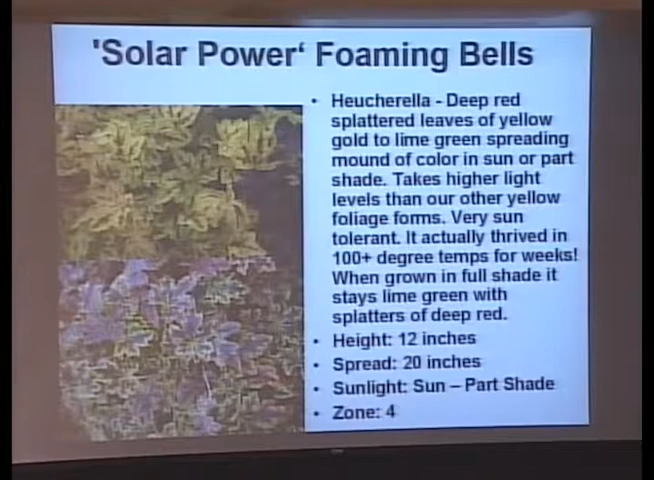 'Solar Power‘ Foaming Bells
• Heucherella - Deep red
splattered leaves of yellow
gold to lime green spreading
mound of color in sun or part
shade. Takes higher light
levels than our other yellow
foliage forms. Very sun
tolerant. It actually thrived in
100+ degree temps for weeks!
When grown in full shade it
stays lime green with
splatters of deep red.
• Height: 12 inches
• Spread: 20 inches
• Sunlight: Sun – Part Shade
• Zone: 4